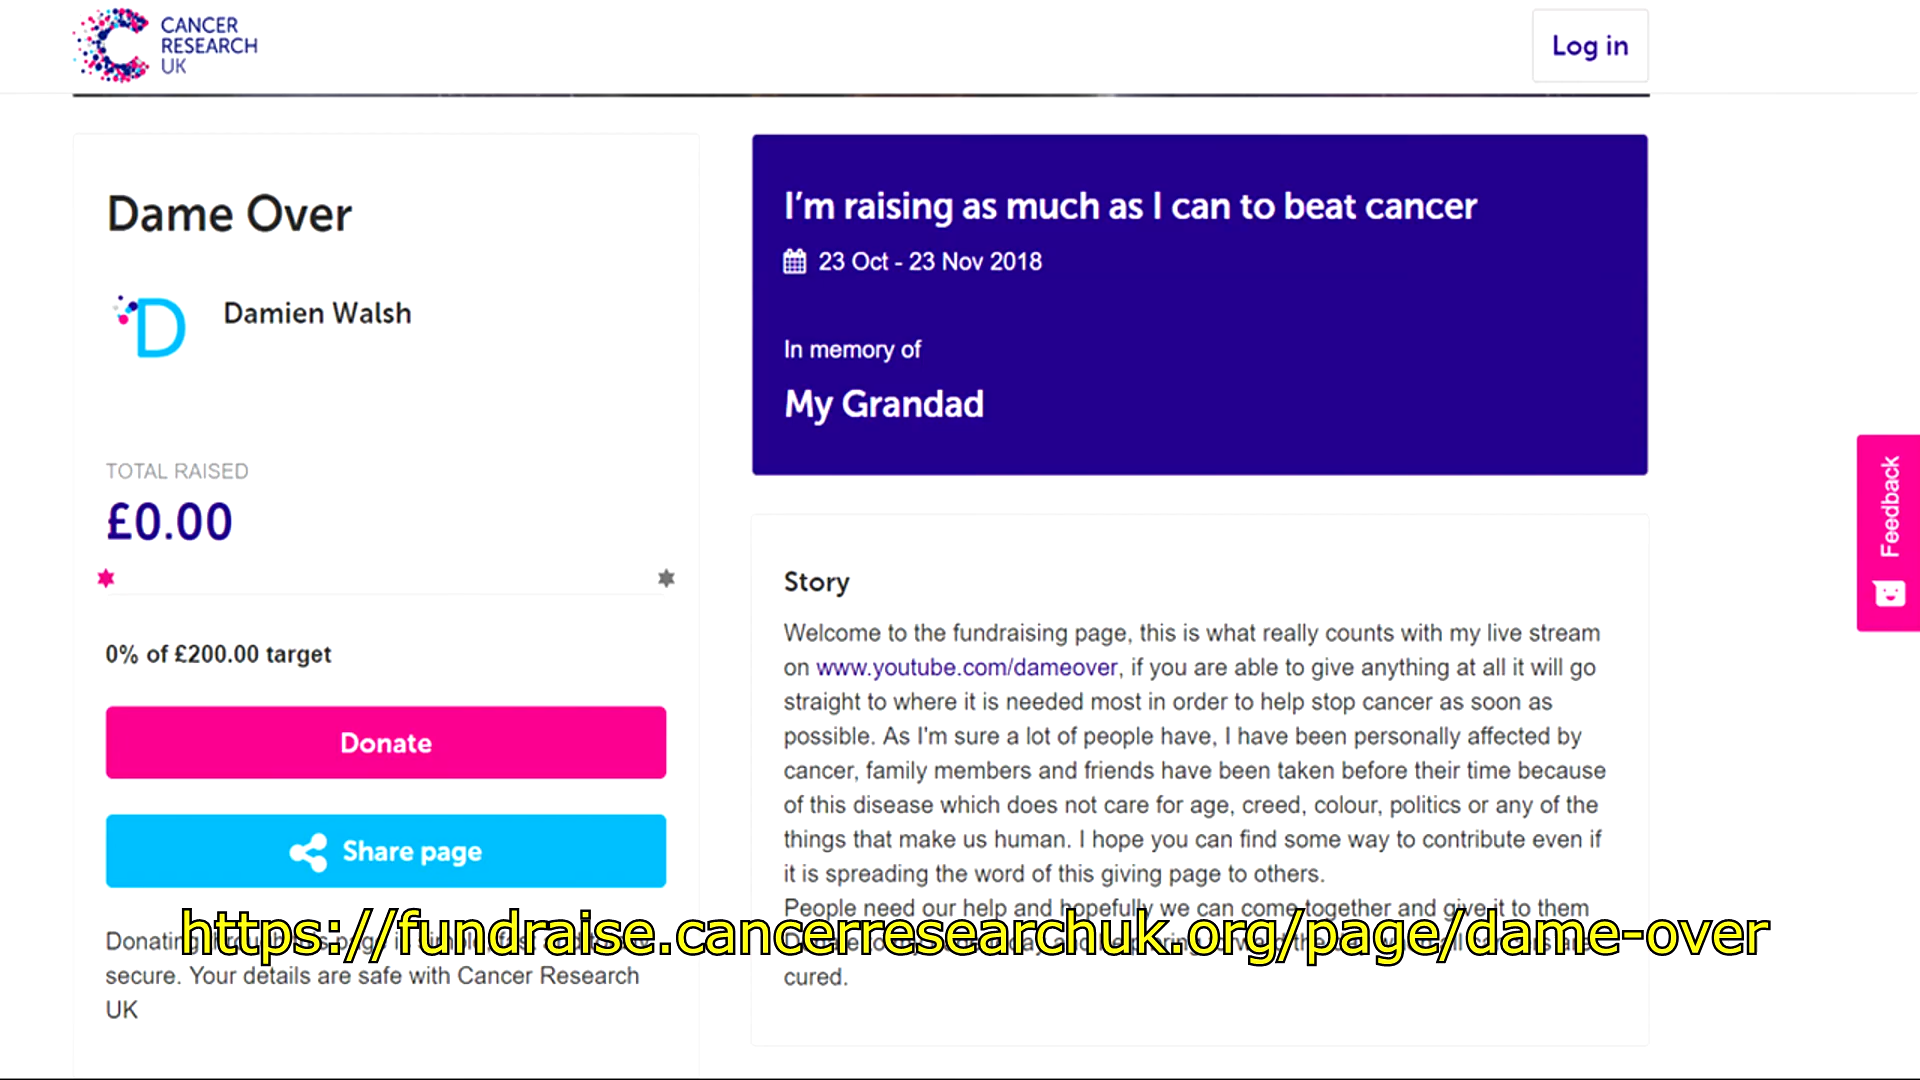 CANCER
RESEARCH
UK
Log in
Dame Over
D
Damien Walsh
TOTAL RAISED
£0.00
0% of £200.00 target
Donate
Share page
Donating
secure. Your details are safe with Cancer Research
UK
I'm raising as much as I can to beat cancer
23 Oct - 23 Nov 2018
In memory of
My Grandad
Story
Welcome to the fundraising page, this is what really counts with my live stream
on www.youtube.com/dameover, if you are able to give anything at all it will go
straight to where it is needed most in order to help stop cancer as soon as
possible. As I'm sure a lot of people have, I have been personally affected by
cancer, family members and friends have been taken before their time because
of this disease which does not care for age, creed, colour, politics or any of the
things that make us human. I hope you can find some way to contribute even if
it is spreading the word of this giving page to others.
People need our help and hopefully we can come together and give it to them
cured.
https://fundraise.cancerresearchuk.org/page/dame-over
Feedback